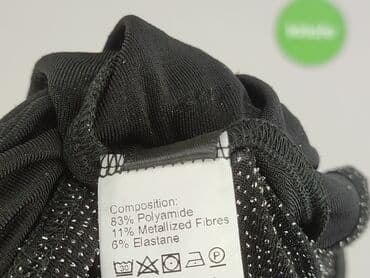 Composition:
83% Polyamide
11% Metallized Fibres
6% Elastane